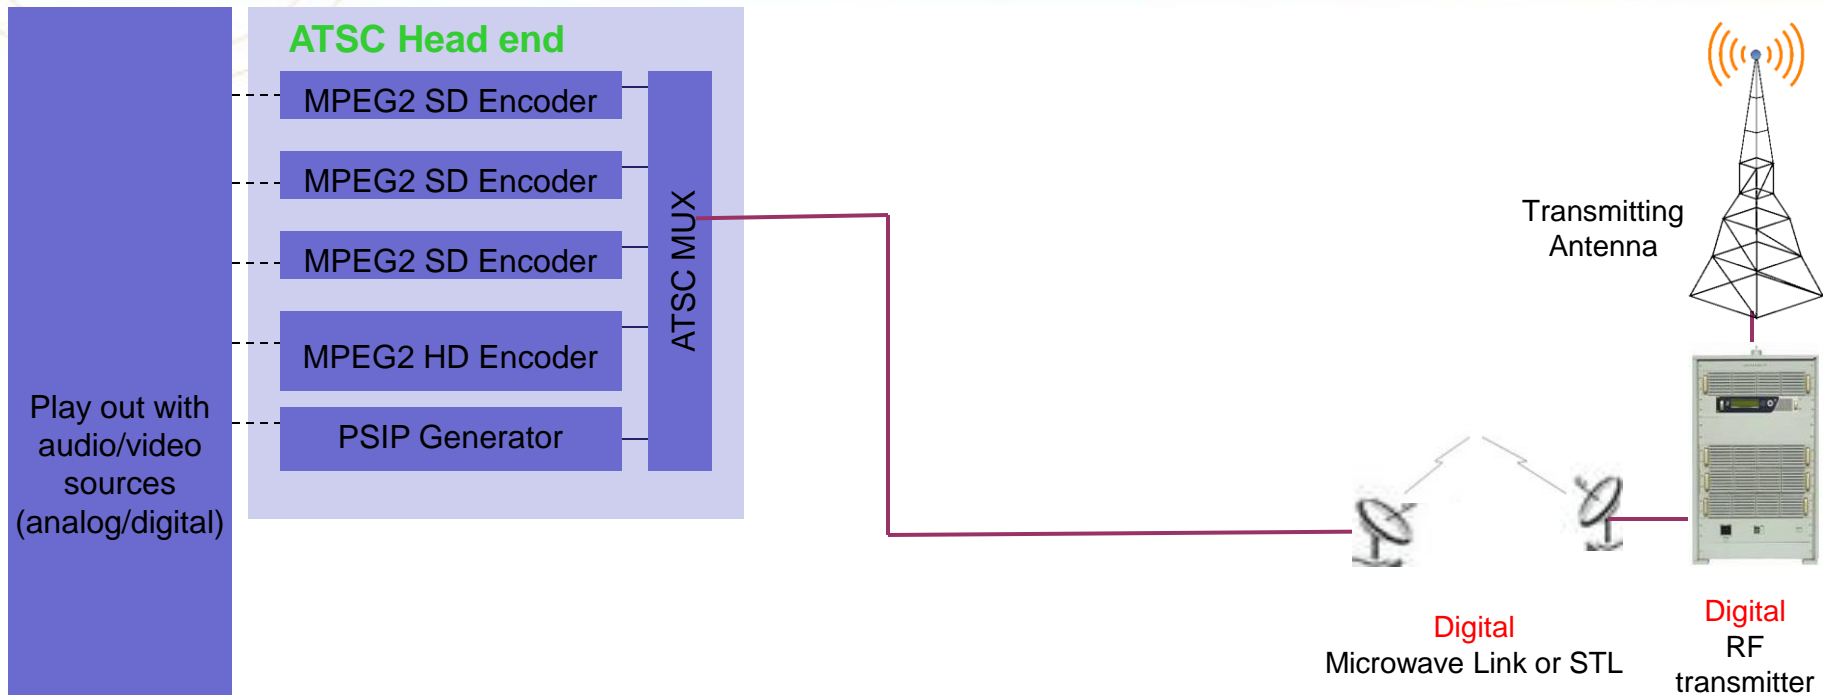 ATSC Head end
MPEG2 SD Encoder
MPEG2 SD Encoder
MPEG2 SD Encoder
MPEG2 HD Encoder
PSIP Generator
ATSC MUX
Play out with
audio/video
sources
(analog/digital)
Transmitting
Antenna
Digital
Microwave Link or STL
Digital
RF
transmitter